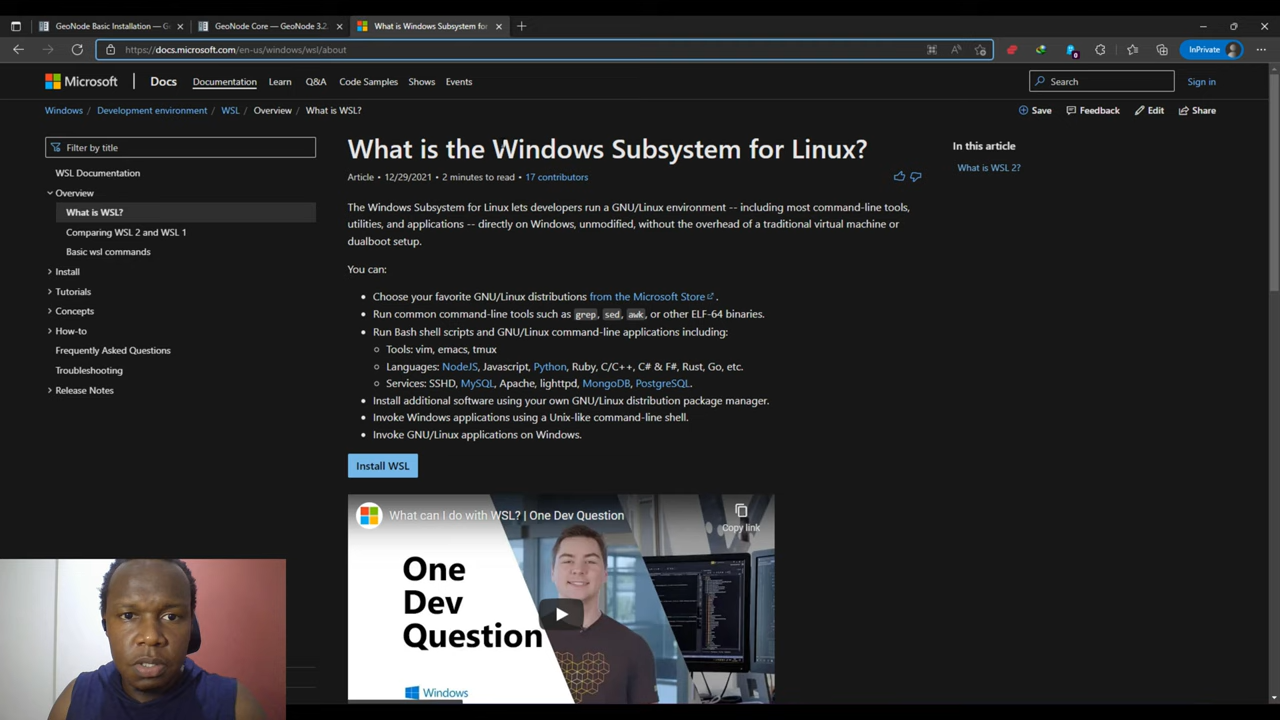 GeoNode Basic Installation — G
GeoNode Core — GeoNode 3.2
What is Windows Subsystem for
https://docs.microsoft.com/en-us/windows/wsl/about
InPrivate
Microsoft
Docs
Documentation
Learn
Q&A
Code Samples
Shows
Events
Search
Sign in
Windows / Development environment / WSL / Overview / What is WSL?
Save
Feedback
Edit
Share
Filter by title
WSL Documentation
Overview
What is WSL?
Comparing WSL 2 and WSL 1
Basic wsl commands
Install
Tutorials
Concepts
How-to
Frequently Asked Questions
Troubleshooting
Release Notes
What is the Windows Subsystem for Linux?
Article • 12/29/2021 • 2 minutes to read • 17 contributors
The Windows Subsystem for Linux lets developers run a GNU/Linux environment -- including most command-line tools,
utilities, and applications -- directly on Windows, unmodified, without the overhead of a traditional virtual machine or
dualboot setup.
You can:
Choose your favorite GNU/Linux distributions from the Microsoft Store .
Run common command-line tools such as grep, sed, awk, or other ELF-64 binaries.
Run Bash shell scripts and GNU/Linux command-line applications including:
Tools: vim, emacs, tmux
Languages: NodeJS, Javascript, Python, Ruby, C/C++, C# & F#, Rust, Go, etc.
Services: SSHD, MySQL, Apache, lighttpd, MongoDB, PostgreSQL.
Install additional software using your own GNU/Linux distribution package manager.
Invoke Windows applications using a Unix-like command-line shell.
Invoke GNU/Linux applications on Windows.
Install WSL
What can I do with WSL? | One Dev Question
Copy link
One
Dev
Question
Windows
In this article
What is WSL 2?